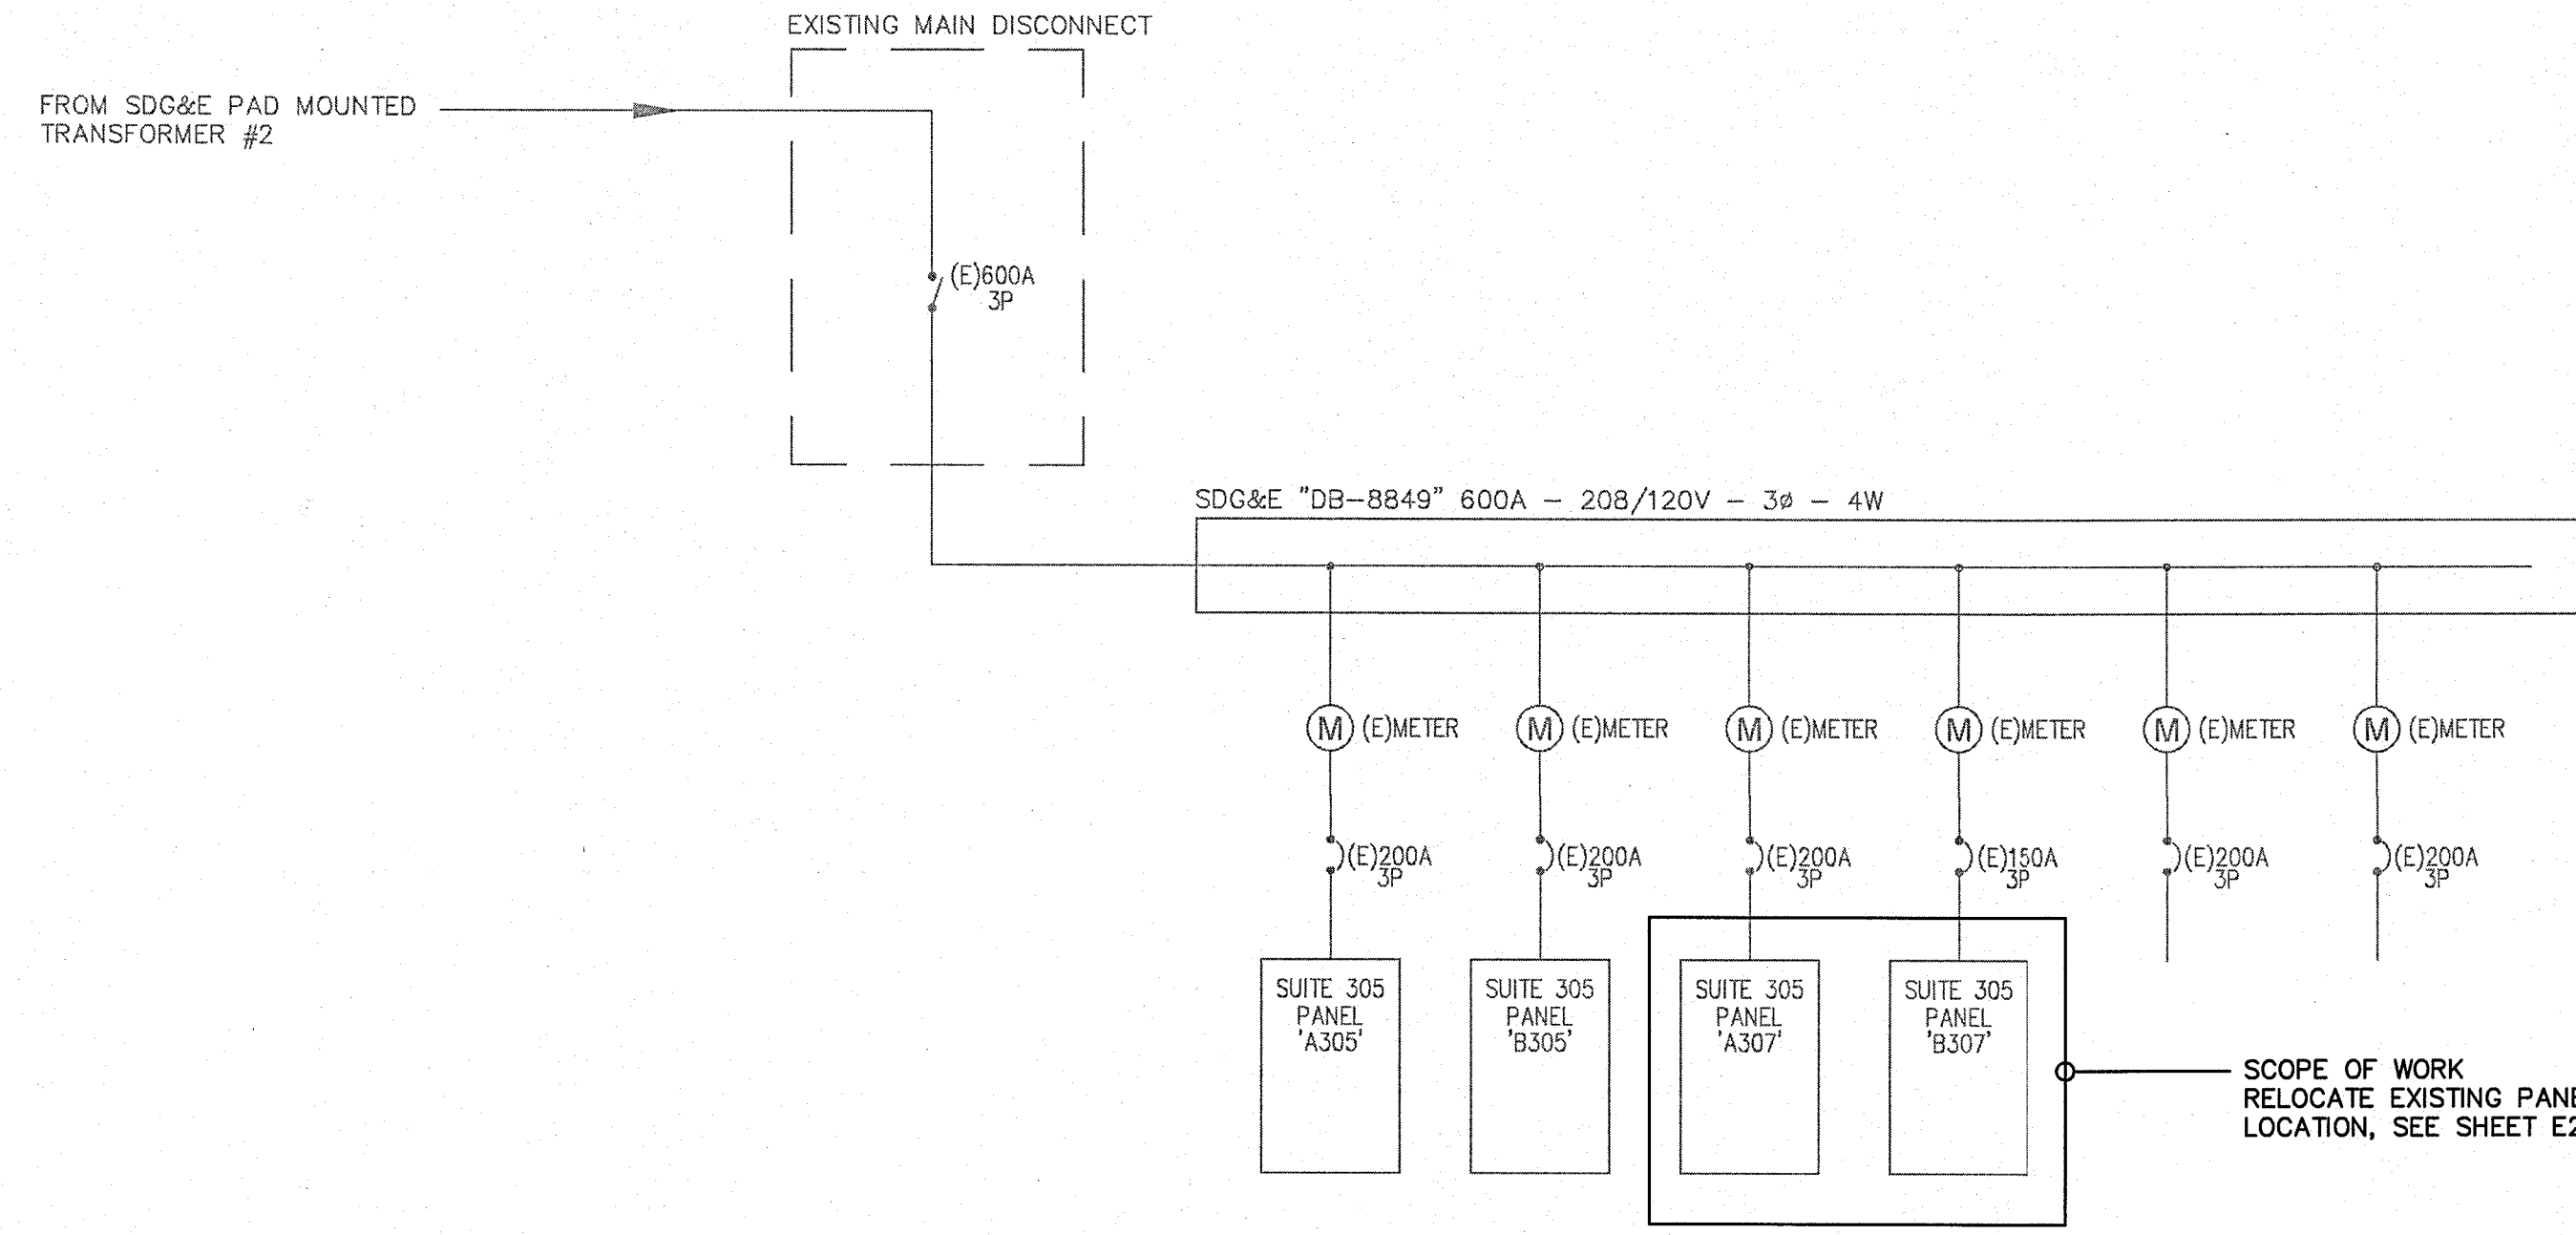 EXISTING MAIN DISCONNECT
FROM SDG&E PAD MOUNTED
TRANSFORMER #2
(E)600A
3P
SDG&E "DB-8849" 600A - 208/120V - 3ø - 4W
M (E)METER
M (E)METER
M (E)METER
M (E)METER
M (E)METER
M (E)METER
(E)200A
3P
(E)200A
3P
(E)200A
3P
(E)150A
3P
(E)200A
3P
(E)200A
3P
SUITE 305
PANEL
'A305'
SUITE 305
PANEL
'B305'
SUITE 305
PANEL
'A307'
SUITE 305
PANEL
'B307'
SCOPE OF WORK
RELOCATE EXISTING
LOCATION, SEE SHEET